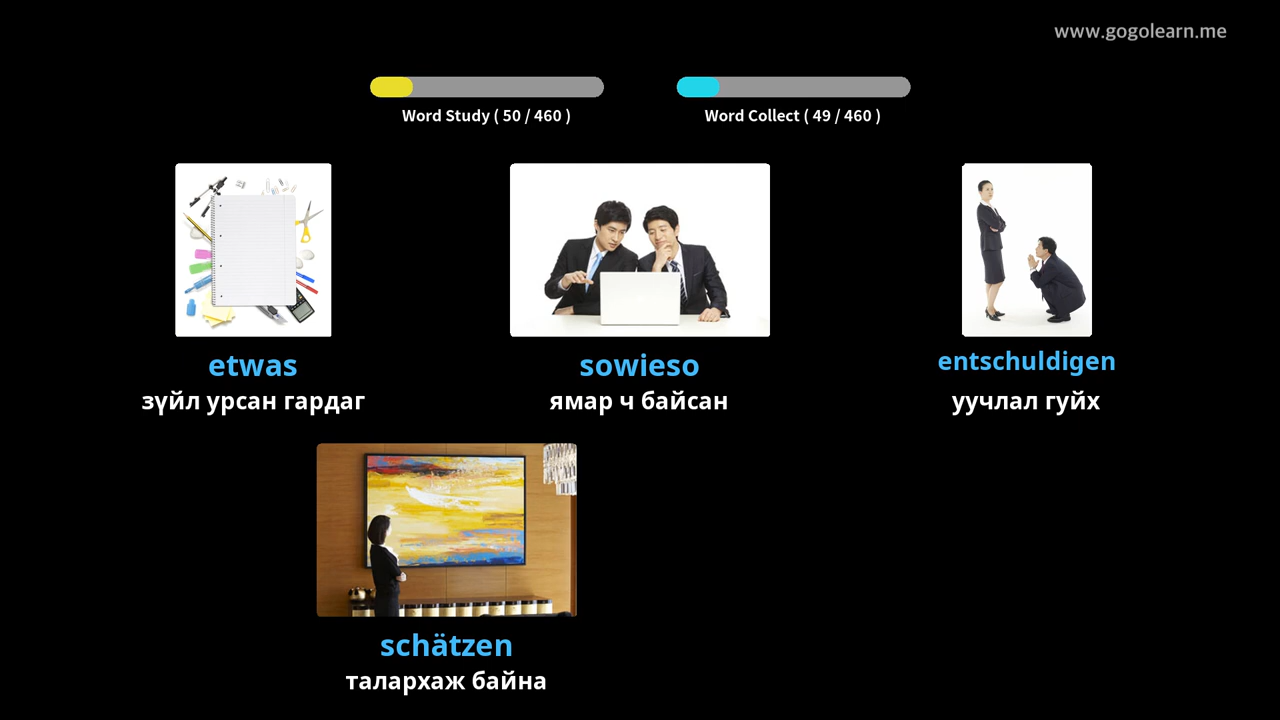 www.gogolearn.me
Word Study ( 50 / 460 )
Word Collect ( 49 / 460 )
etwas
зүйл урсан гардаг
sowieso
ямар ч байсан
entschuldigen
уучлал гуйх
schätzen
талархаж байна